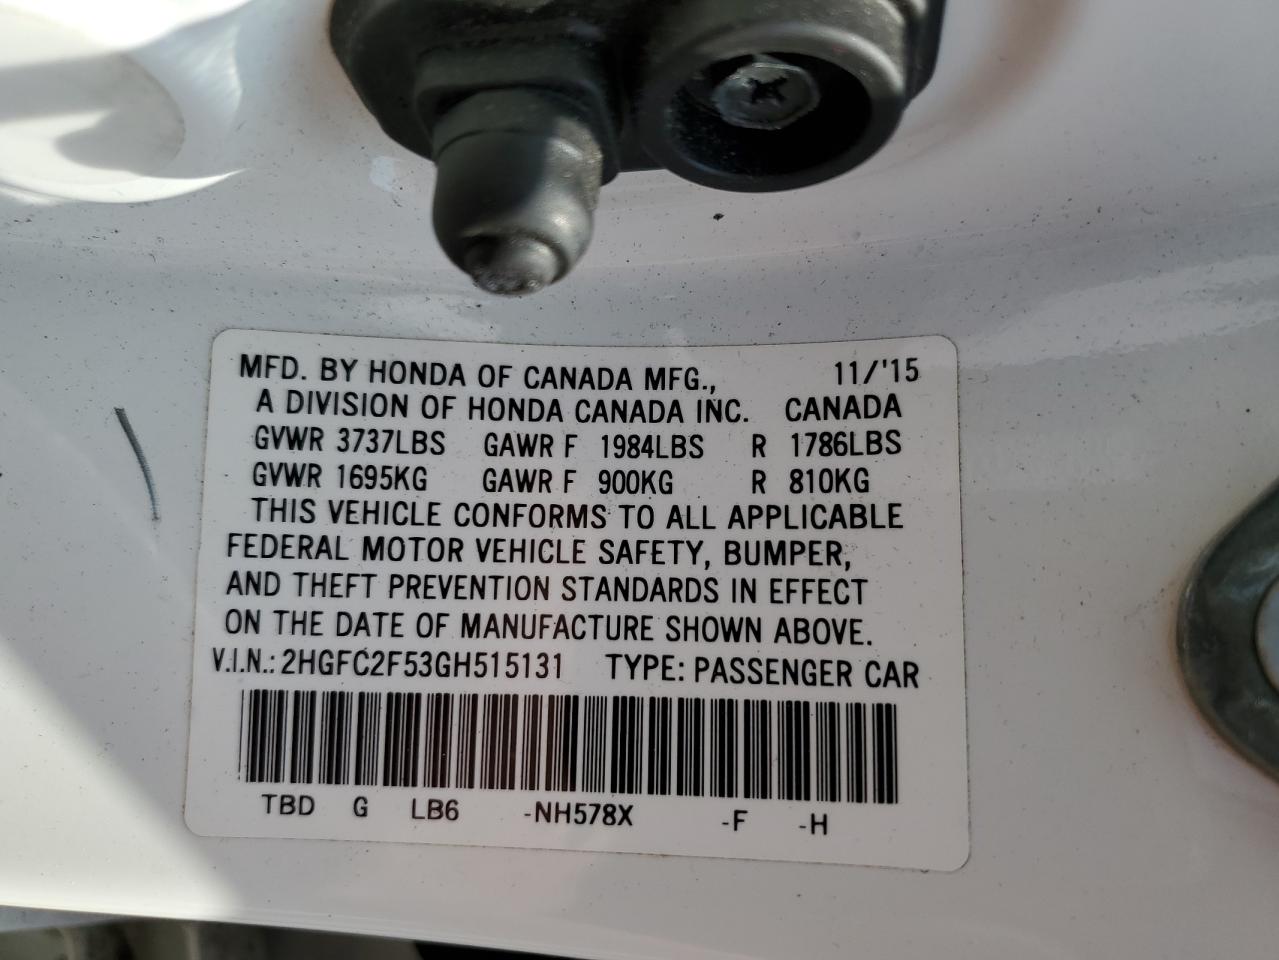 MFD. BY HONDA OF CANADA MFG., 11/'15
A DIVISION OF HONDA CANADA INC. CANADA
GVWR 3737LBS GAWR F 1984LBS R 1786LBS
GVWR 1695KG GAWR F 900KG R 810KG
THIS VEHICLE CONFORMS TO ALL APPLICABLE
FEDERAL MOTOR VEHICLE SAFETY, BUMPER,
AND THEFT PREVENTION STANDARDS IN EFFECT
ON THE DATE OF MANUFACTURE SHOWN ABOVE.
V.I.N.: 2HGFC2F53GH515131 TYPE: PASSENGER CAR
TBD G LB6 -NH578X -F -H